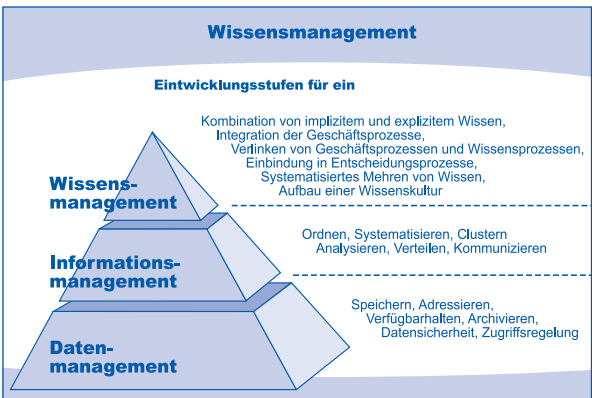 Wissensmanagement
Eintwicklungsstufen für ein
Kombination von implizitem und explizitem Wissen,
Integration der Geschäftsprozesse,
Verlinken von Geschäftsprozessen und Wissensprozessen,
Einbindung in Entscheidungsprozesse,
Systematisiertes Mehren von Wissen,
Aufbau einer Wissenskultur
Wissens-
management
Ordnen, Systematisieren, Clustern
Analysieren, Verteilen, Kommunizieren
Informations-
management
Speichern, Adressieren,
Verfügbarhalten, Archivieren,
Datensicherheit, Zugriffsregelung
Daten-
management